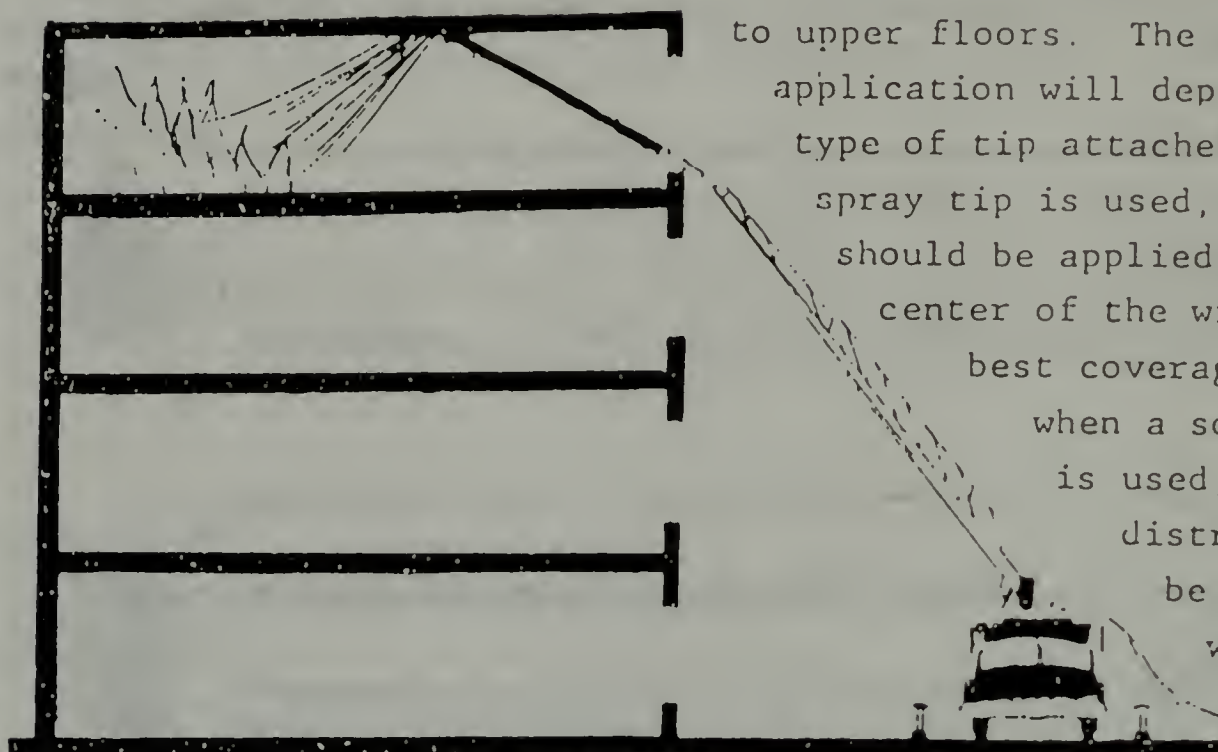 to upper floors. The
application will dep
type of tip attache
spray tip is used,
should be applied
center of the w
best coverag
when a so
is used
distr
be